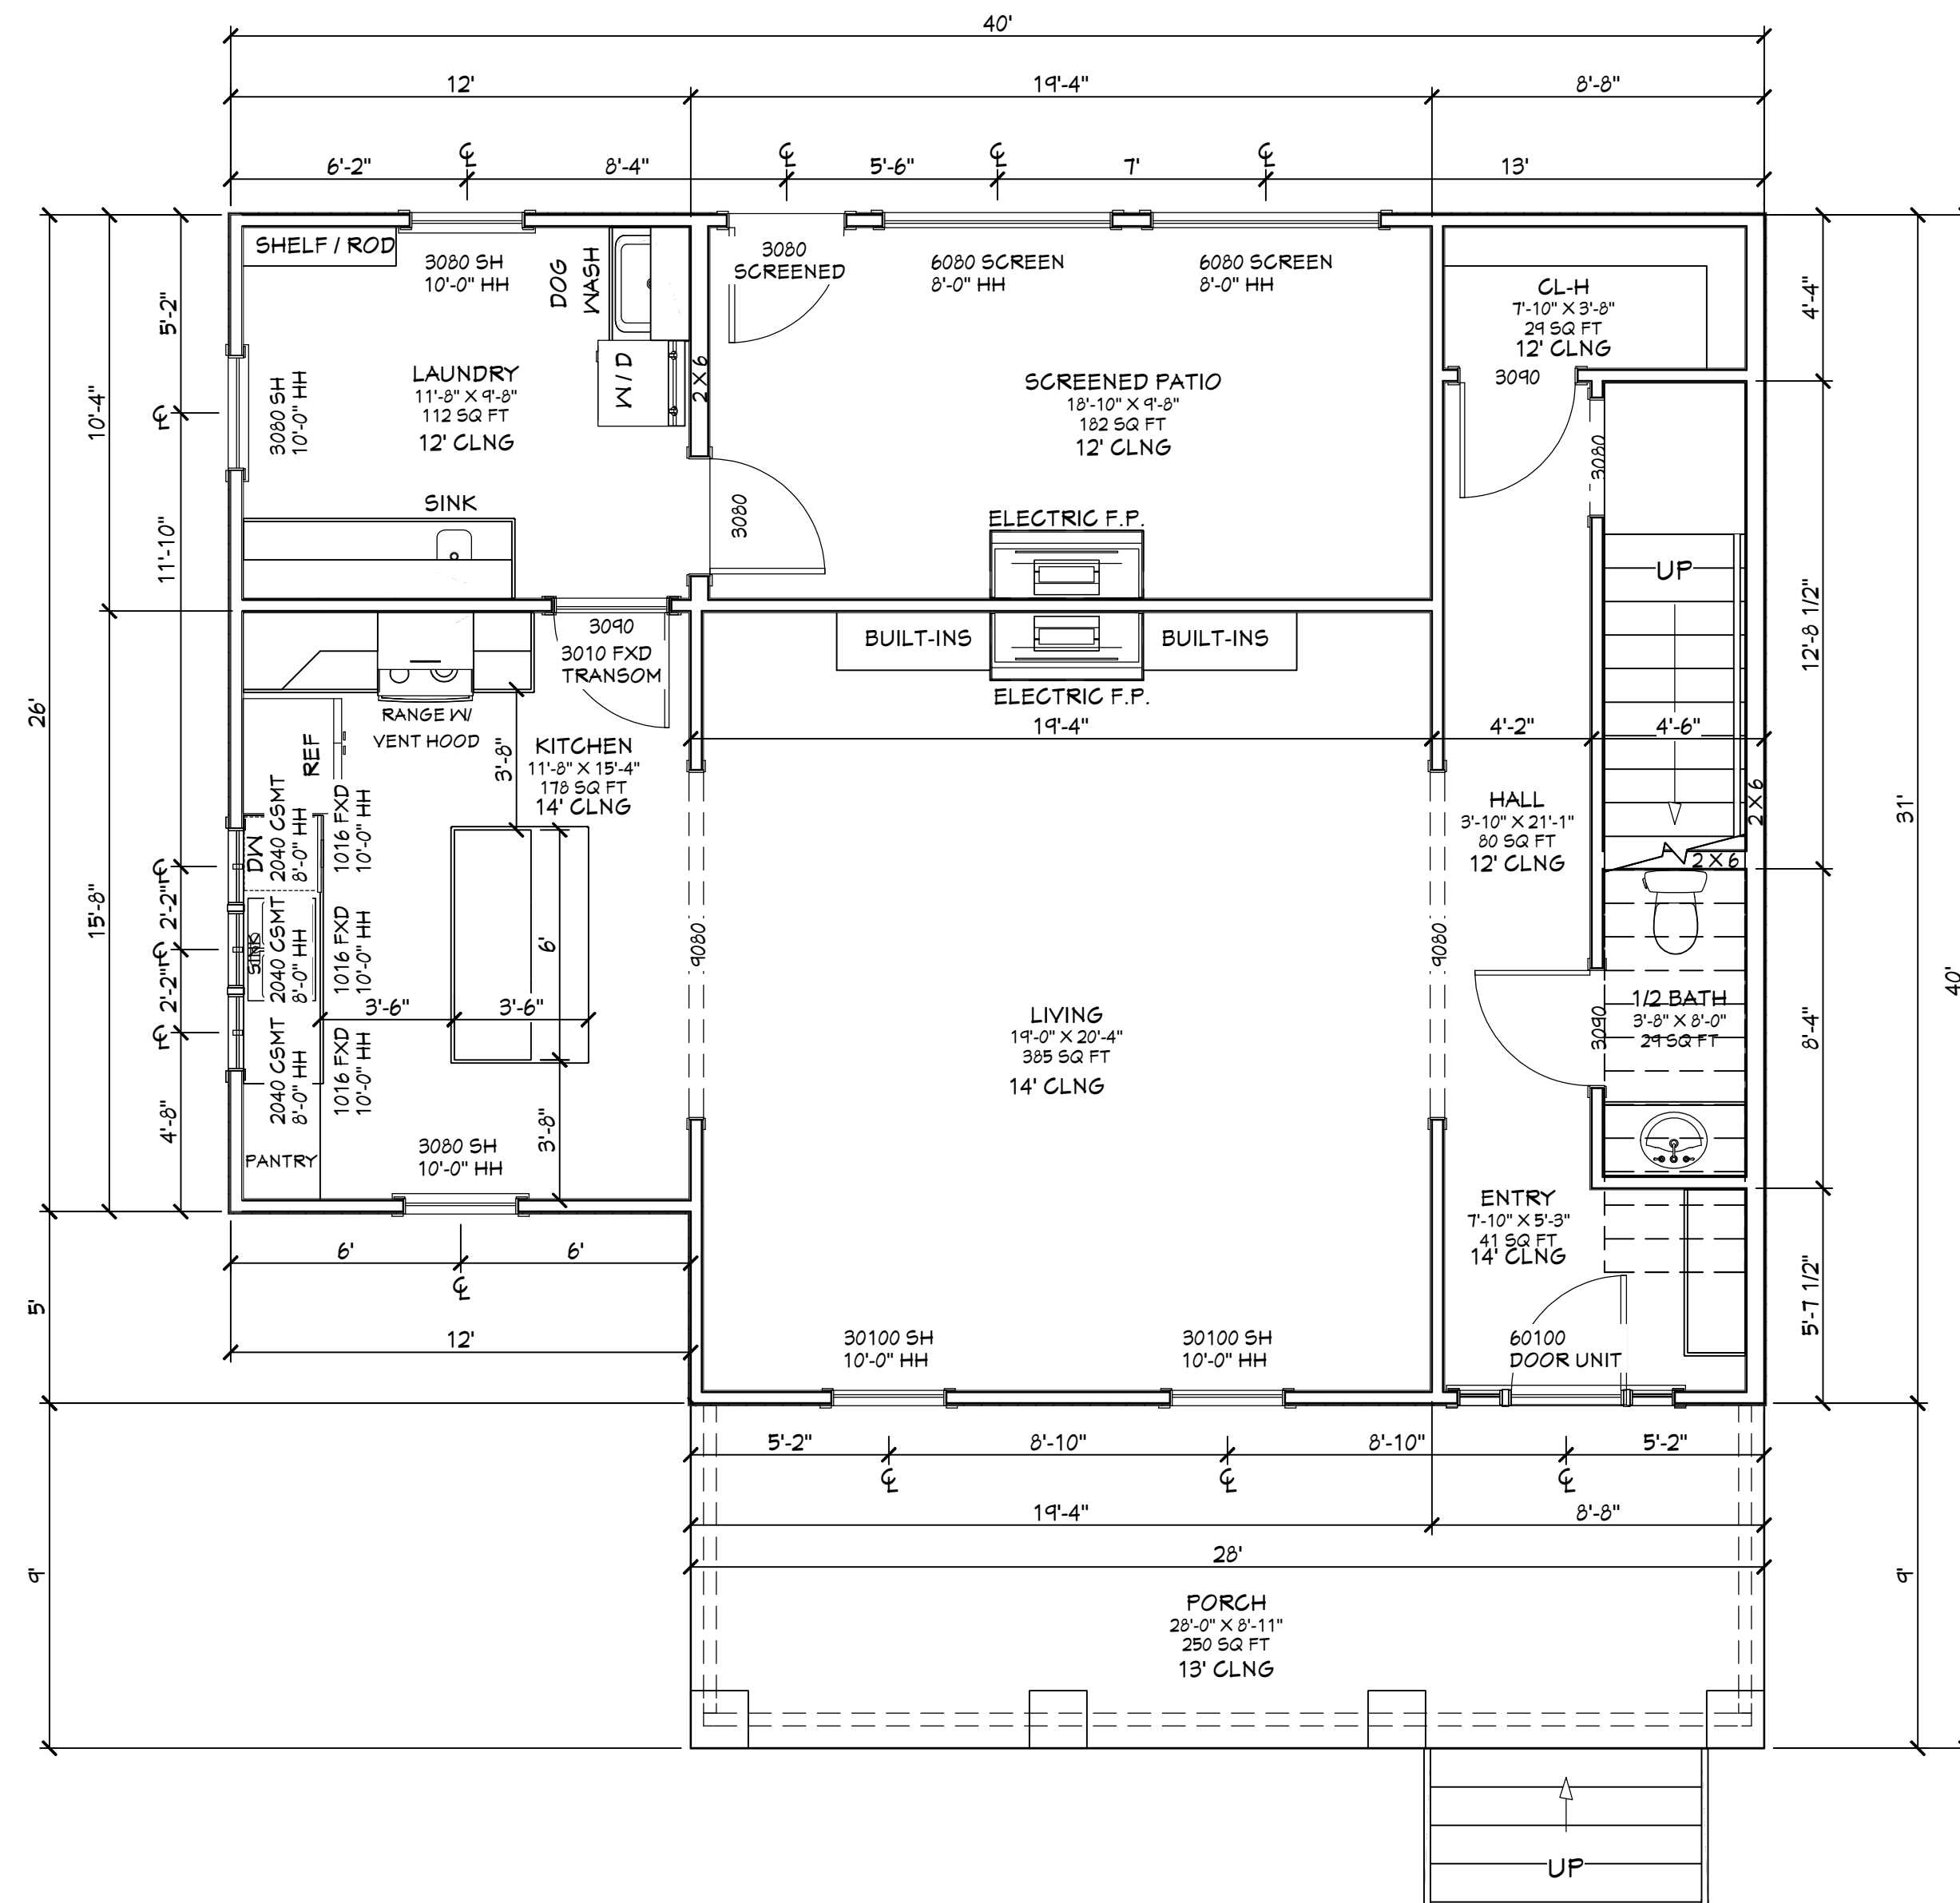 40'
12'
19'-4"
8'-8"
6'-2"
℄
8'-4"
℄
5'-6"
℄
7'
℄
13'
SHELF / ROD
3080 SH
10'-0" HH
DOG
WASH
3080
SCREENED
6080 SCREEN
8'-0" HH
6080 SCREEN
8'-0" HH
CL-H
7'-10" X 3'-8"
29 SQ FT
12' CLNG
3090
4'-4"
5'-2"
℄
10'-4"
11'-10"
3080 SH
10'-0" HH
LAUNDRY
11'-8" X 9'-8"
112 SQ FT
12' CLNG
W / D
2 X 6
SCREENED PATIO
18'-10" X 9'-8"
182 SQ FT
12' CLNG
3080
SINK
3080
ELECTRIC F.P.
UP
12'-8 1/2"
3090
3010 FXD
TRANSOM
BUILT-INS
BUILT-INS
ELECTRIC F.P.
RANGE W/
VENT HOOD
26'
REF
3'-8"
KITCHEN
11'-8" X 15'-4"
178 SQ FT
14' CLNG
19'-4"
4'-2"
4'-6"
HALL
3'-10" X 21'-1"
80 SQ FT
12' CLNG
2 X 6
2 X 6
31'
15'-8"
℄
2'-2"
℄
2'-2"
℄
4'-8"
DW
2040 CSMT
8'-0" HH
1016 FXD
10'-0" HH
SINK
2040 CSMT
8'-0" HH
1016 FXD
10'-0" HH
2040 CSMT
8'-0" HH
1016 FXD
10'-0" HH
6'
3'-6"
3'-6"
3'-8"
9080
9080
LIVING
19'-0" X 20'-4"
385 SQ FT
14' CLNG
3090
1/2 BATH
3'-8" X 8'-0"
29 SQ FT
8'-4"
40'
PANTRY
3080 SH
10'-0" HH
ENTRY
7'-10" X 5'-3"
41 SQ FT
14' CLNG
5'-7 1/2"
6'
6'
℄
5'
12'
30100 SH
10'-0" HH
30100 SH
10'-0" HH
60100
DOOR UNIT
5'-2"
8'-10"
8'-10"
5'-2"
℄
℄
℄
19'-4"
8'-8"
28'
9'
9'
PORCH
28'-0" X 8'-11"
250 SQ FT
13' CLNG
UP